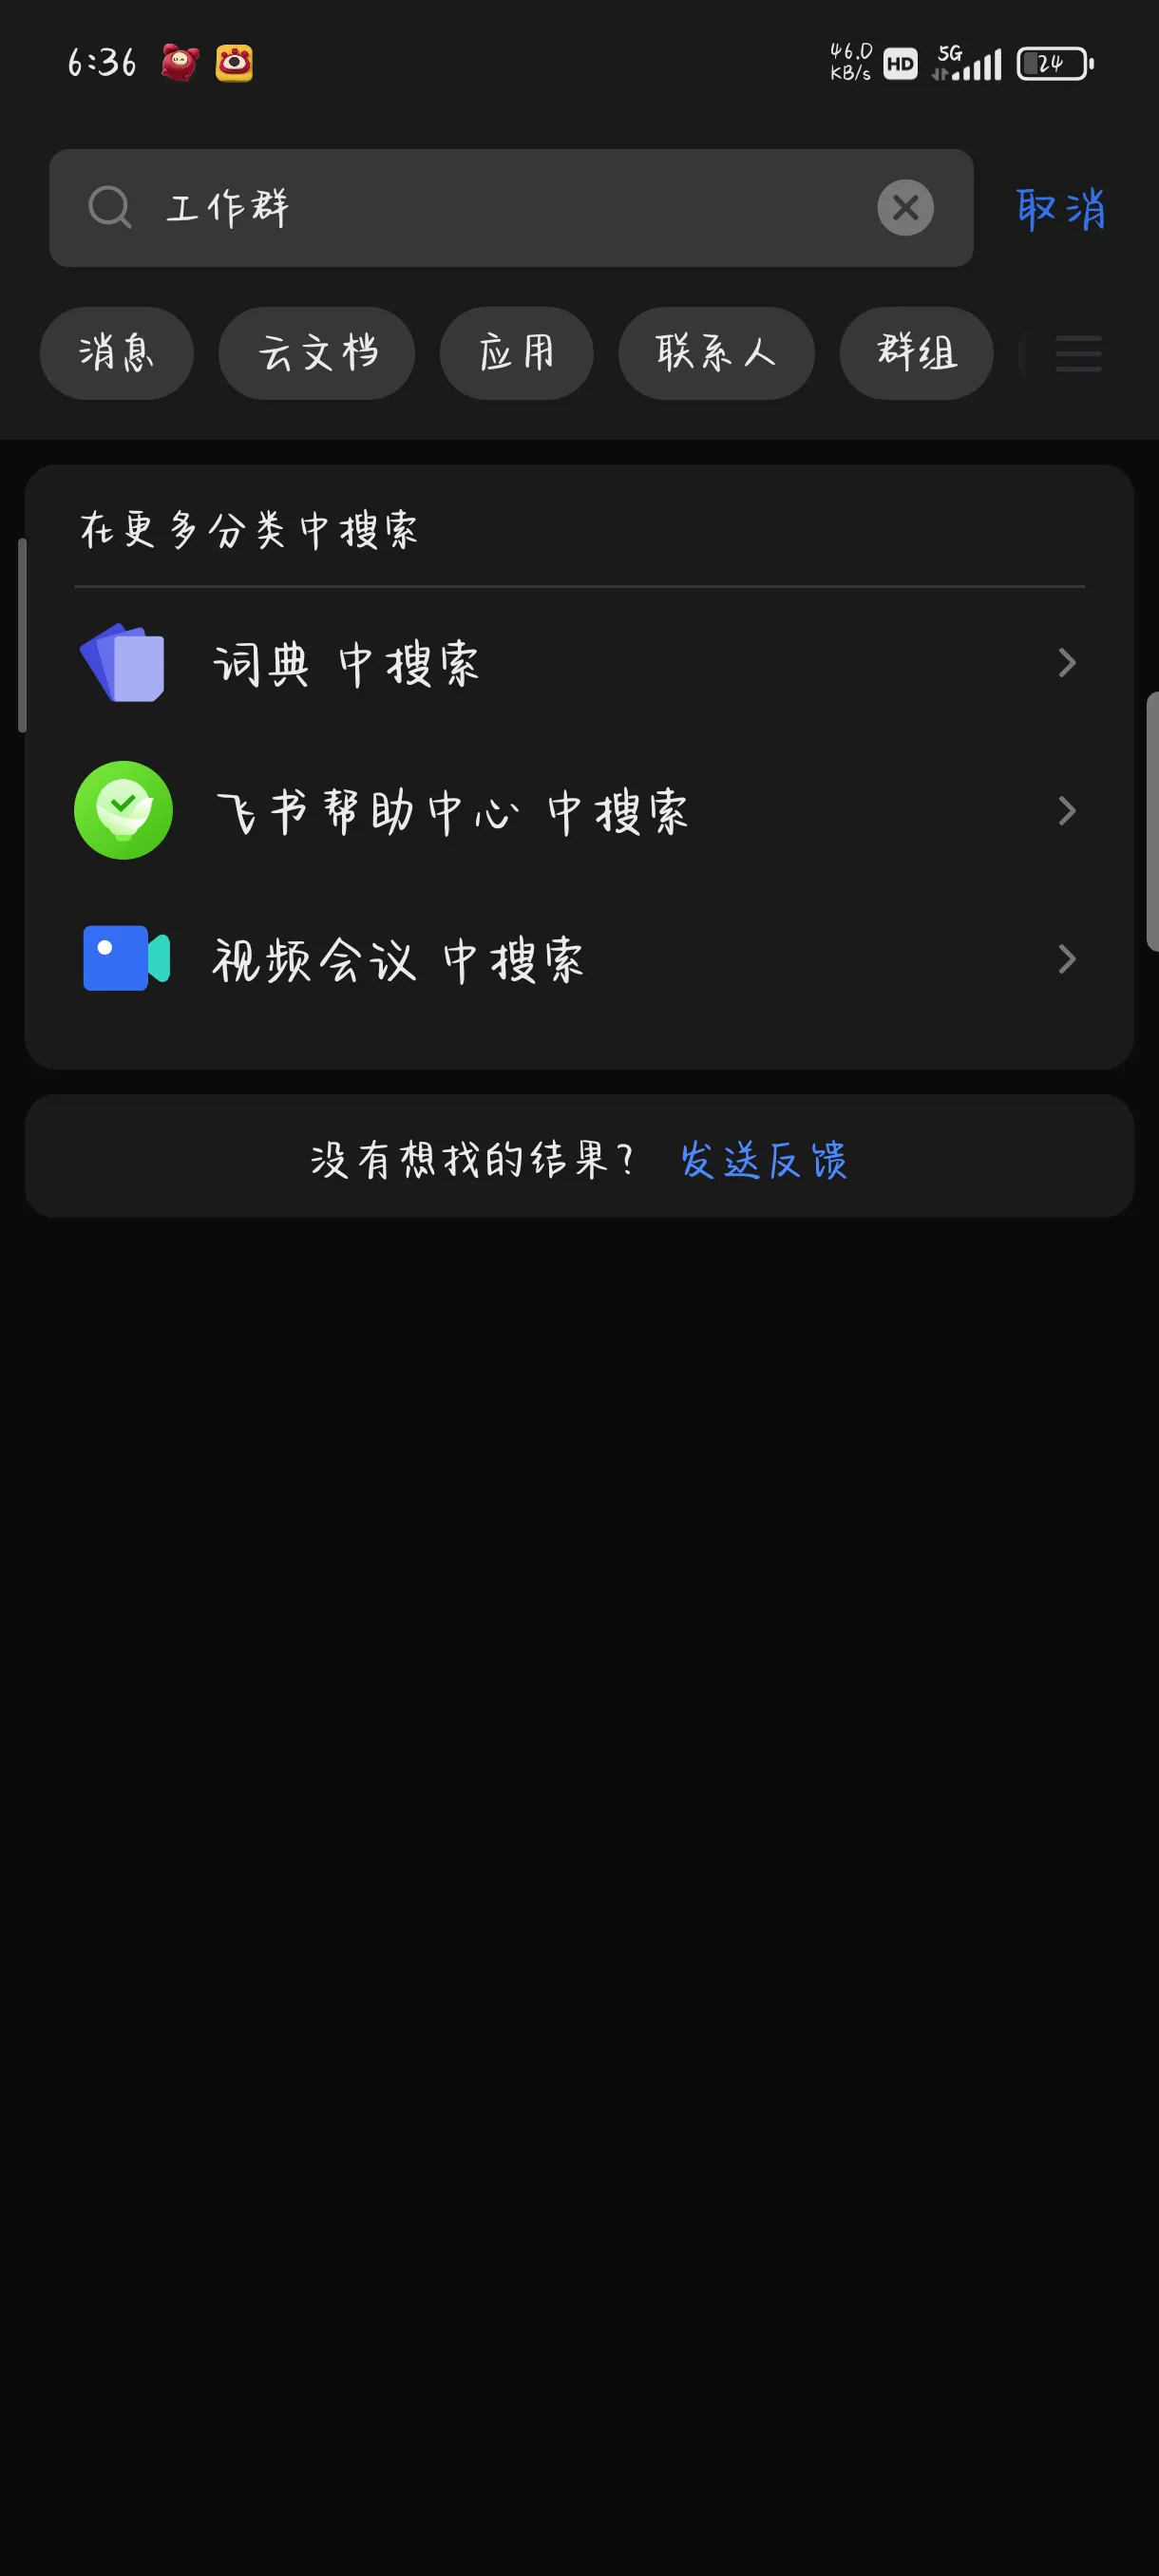 6:36 46.0 KB/s HD 5G 24
工作群 取消
消息 云文档 应用 联系人 群组
在更多分类中搜索
词典 中搜索
飞书帮助中心 中搜索
视频会议 中搜索
没有想找的结果? 发送反馈